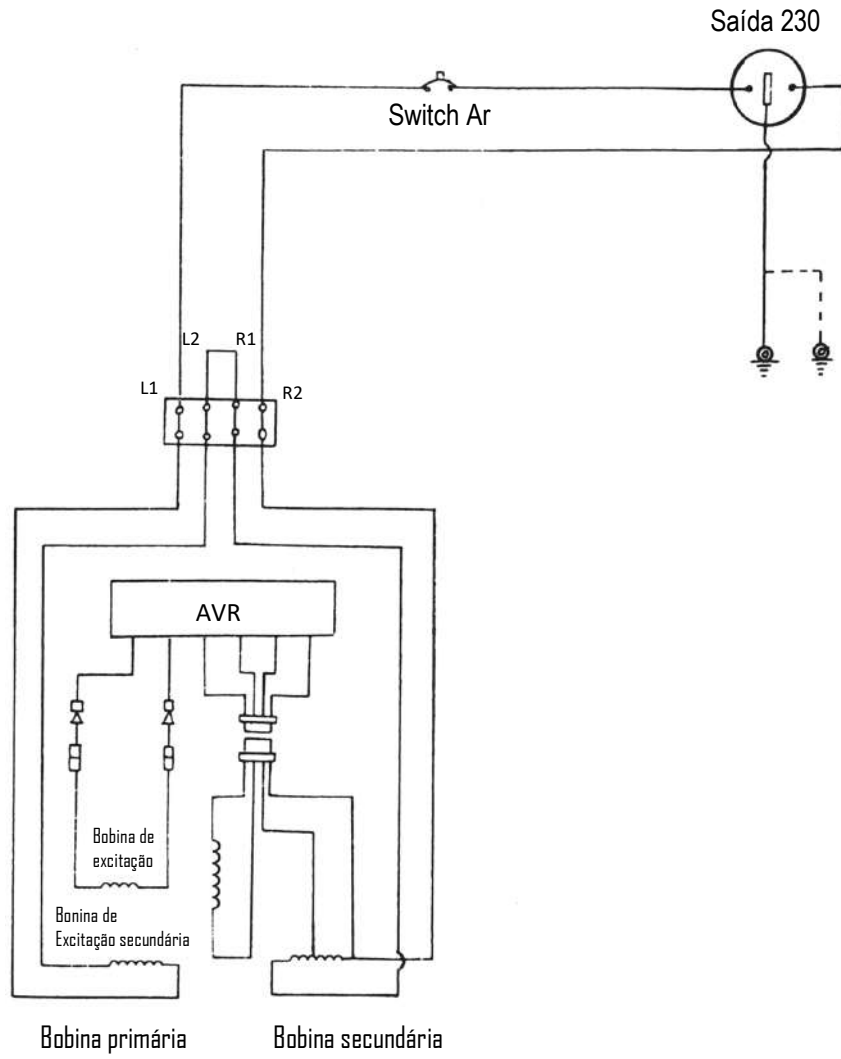 Saída 230
Switch Ar
L2
R1
L1
R2
AVR
Bobina de
excitação
Bonina de
Excitação secundária
Bobina primária
Bobina secundária